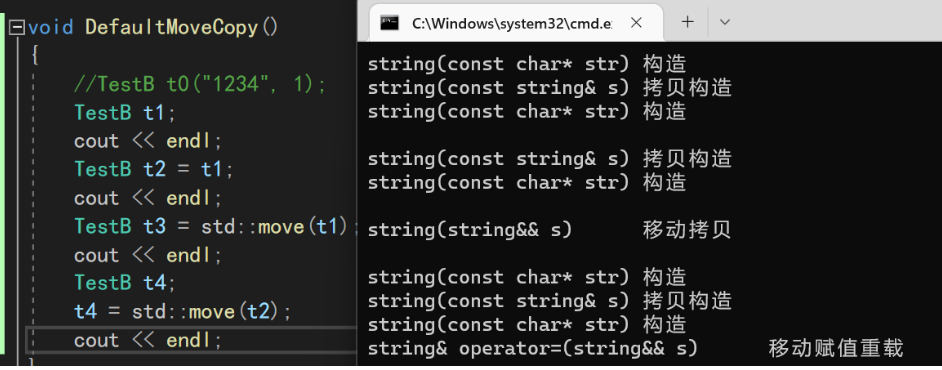 void DefaultMoveCopy()
{
//TestB t0("1234", 1);
TestB t1;
cout << endl;
TestB t2 = t1;
cout << endl;
TestB t3 = std::move(t1);
cout << endl;
TestB t4;
t4 = std::move(t2);
cout << endl;
C:\Windows\system32\cmd.e
string(const char* str) 构造
string(const string& s) 拷贝构造
string(const char* str) 构造
string(const string& s) 拷贝构造
string(const char* str) 构造
string(string&& s) 移动拷贝
string(const char* str) 构造
string(const string& s) 拷贝构造
string(const char* str) 构造
string& operator=(string&& s) 移动赋值重载